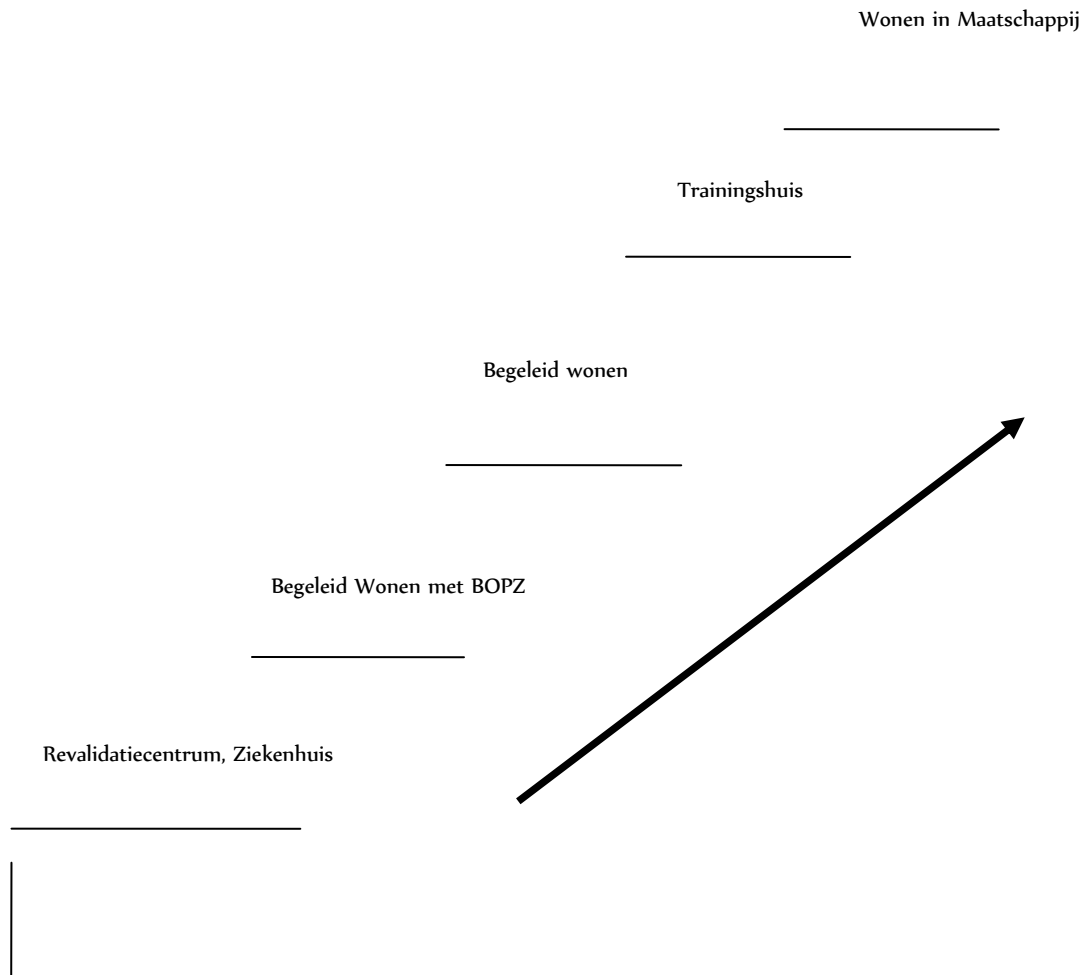 Wonen in Maatschappij
Trainingshuis
Begeleid wonen
Begeleid Wonen met BOPZ
Revalidatiecentrum, Ziekenhuis